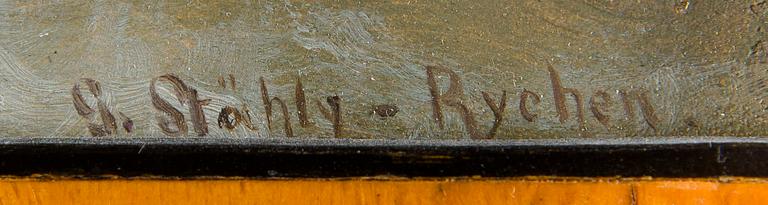 G. Stähly - Rychen.